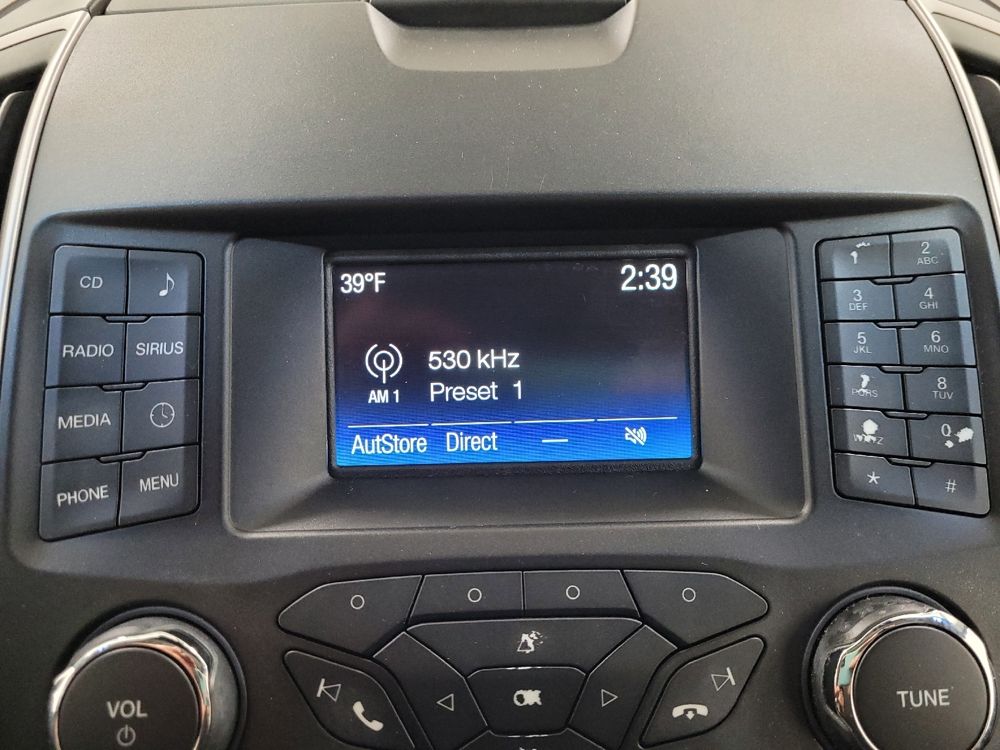 39°F 2:39
530 kHz
AM 1 Preset 1
AutStore Direct —
CD
RADIO SIRIUS
MEDIA
PHONE MENU
2
ABC
3 4
DEF GHI
5 6
JKL MNO
8
PQRS TUV
0
* #
VOL
TUNE